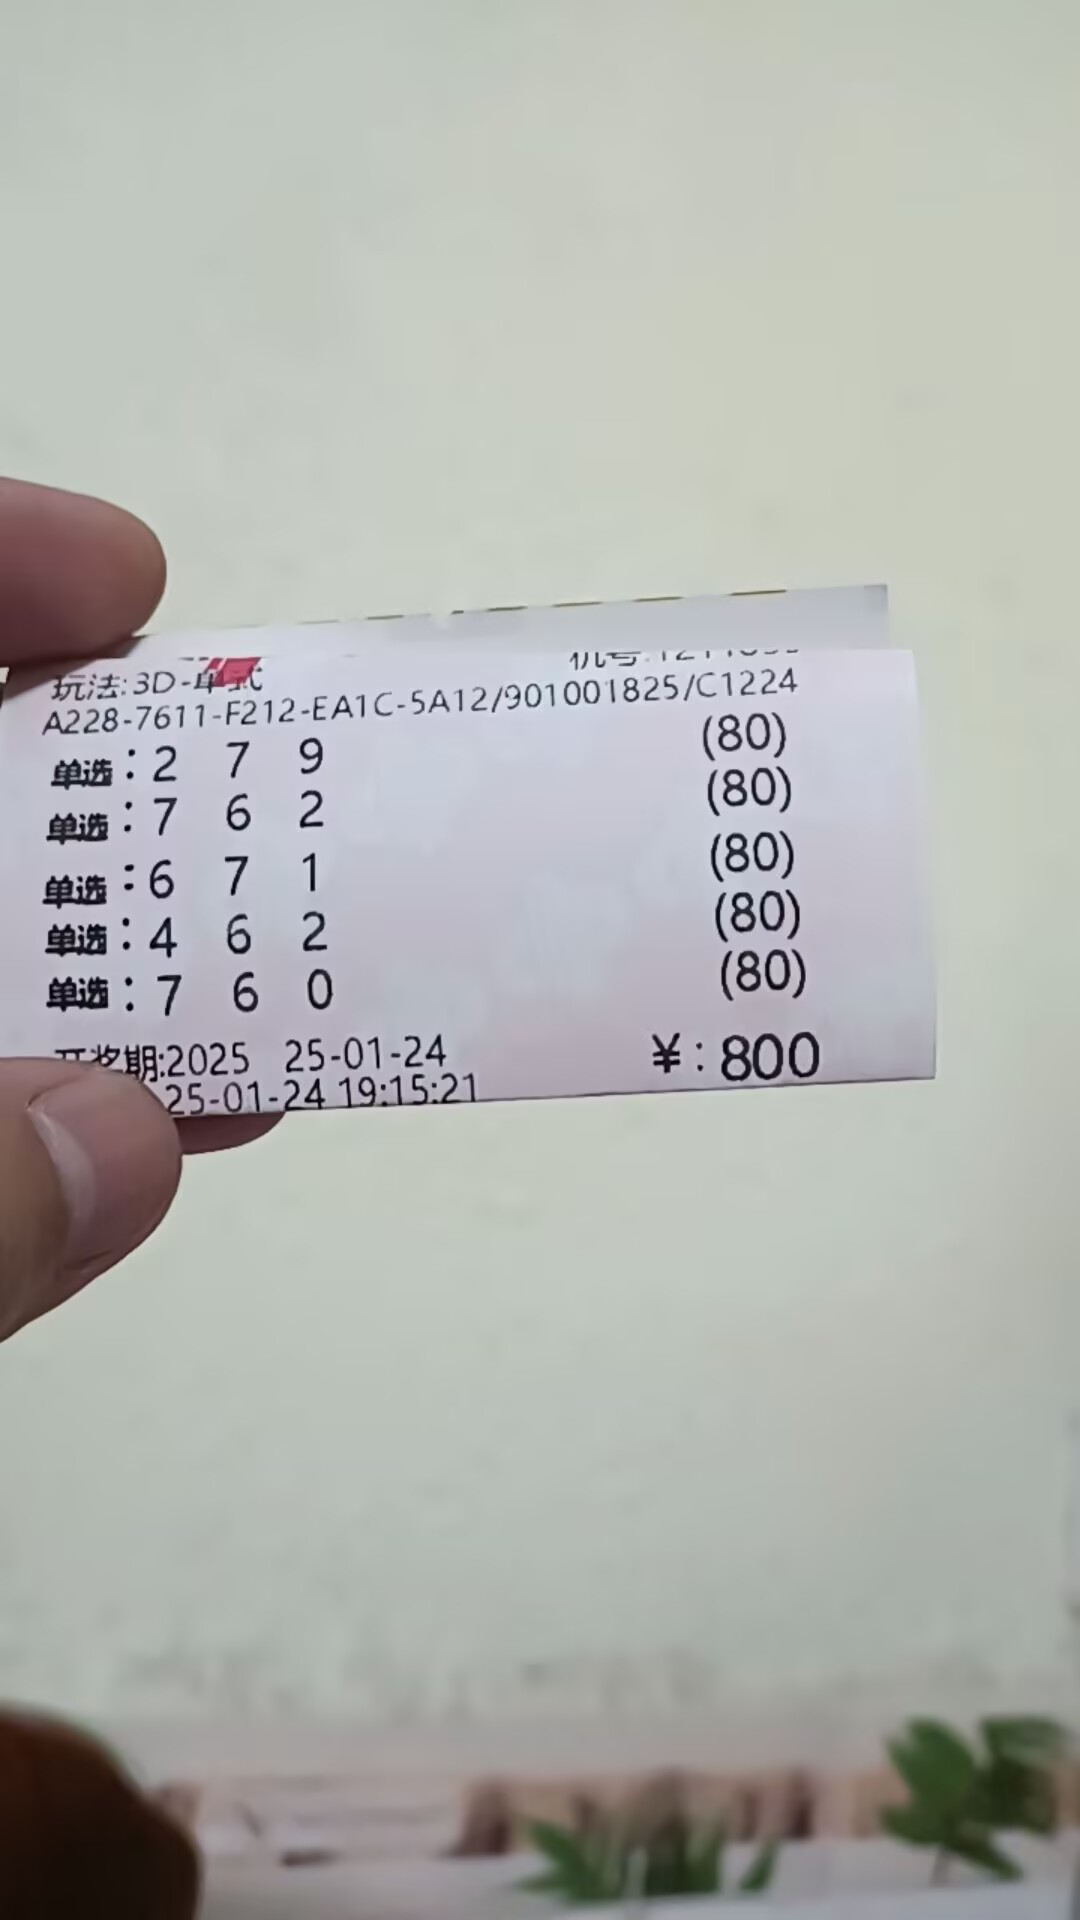 玩法:3D-单式
A228-7611-F212-EA1C-5A12/901001825/C1224
单选:2 7 9 (80)
单选:7 6 2 (80)
单选:6 7 1 (80)
单选:4 6 2 (80)
单选:7 6 0 (80)
开奖期:2025 25-01-24 ¥:800
25-01-24 19:15:21